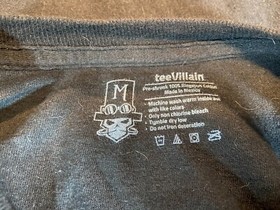 M
teeVillain
Pre-shrunk 100% Ringspun Cotton
Made in Mexico
- Machine wash warm inside out
with like colors
- Only non chlorine bleach
- Tumble dry low
- Do not iron decoration